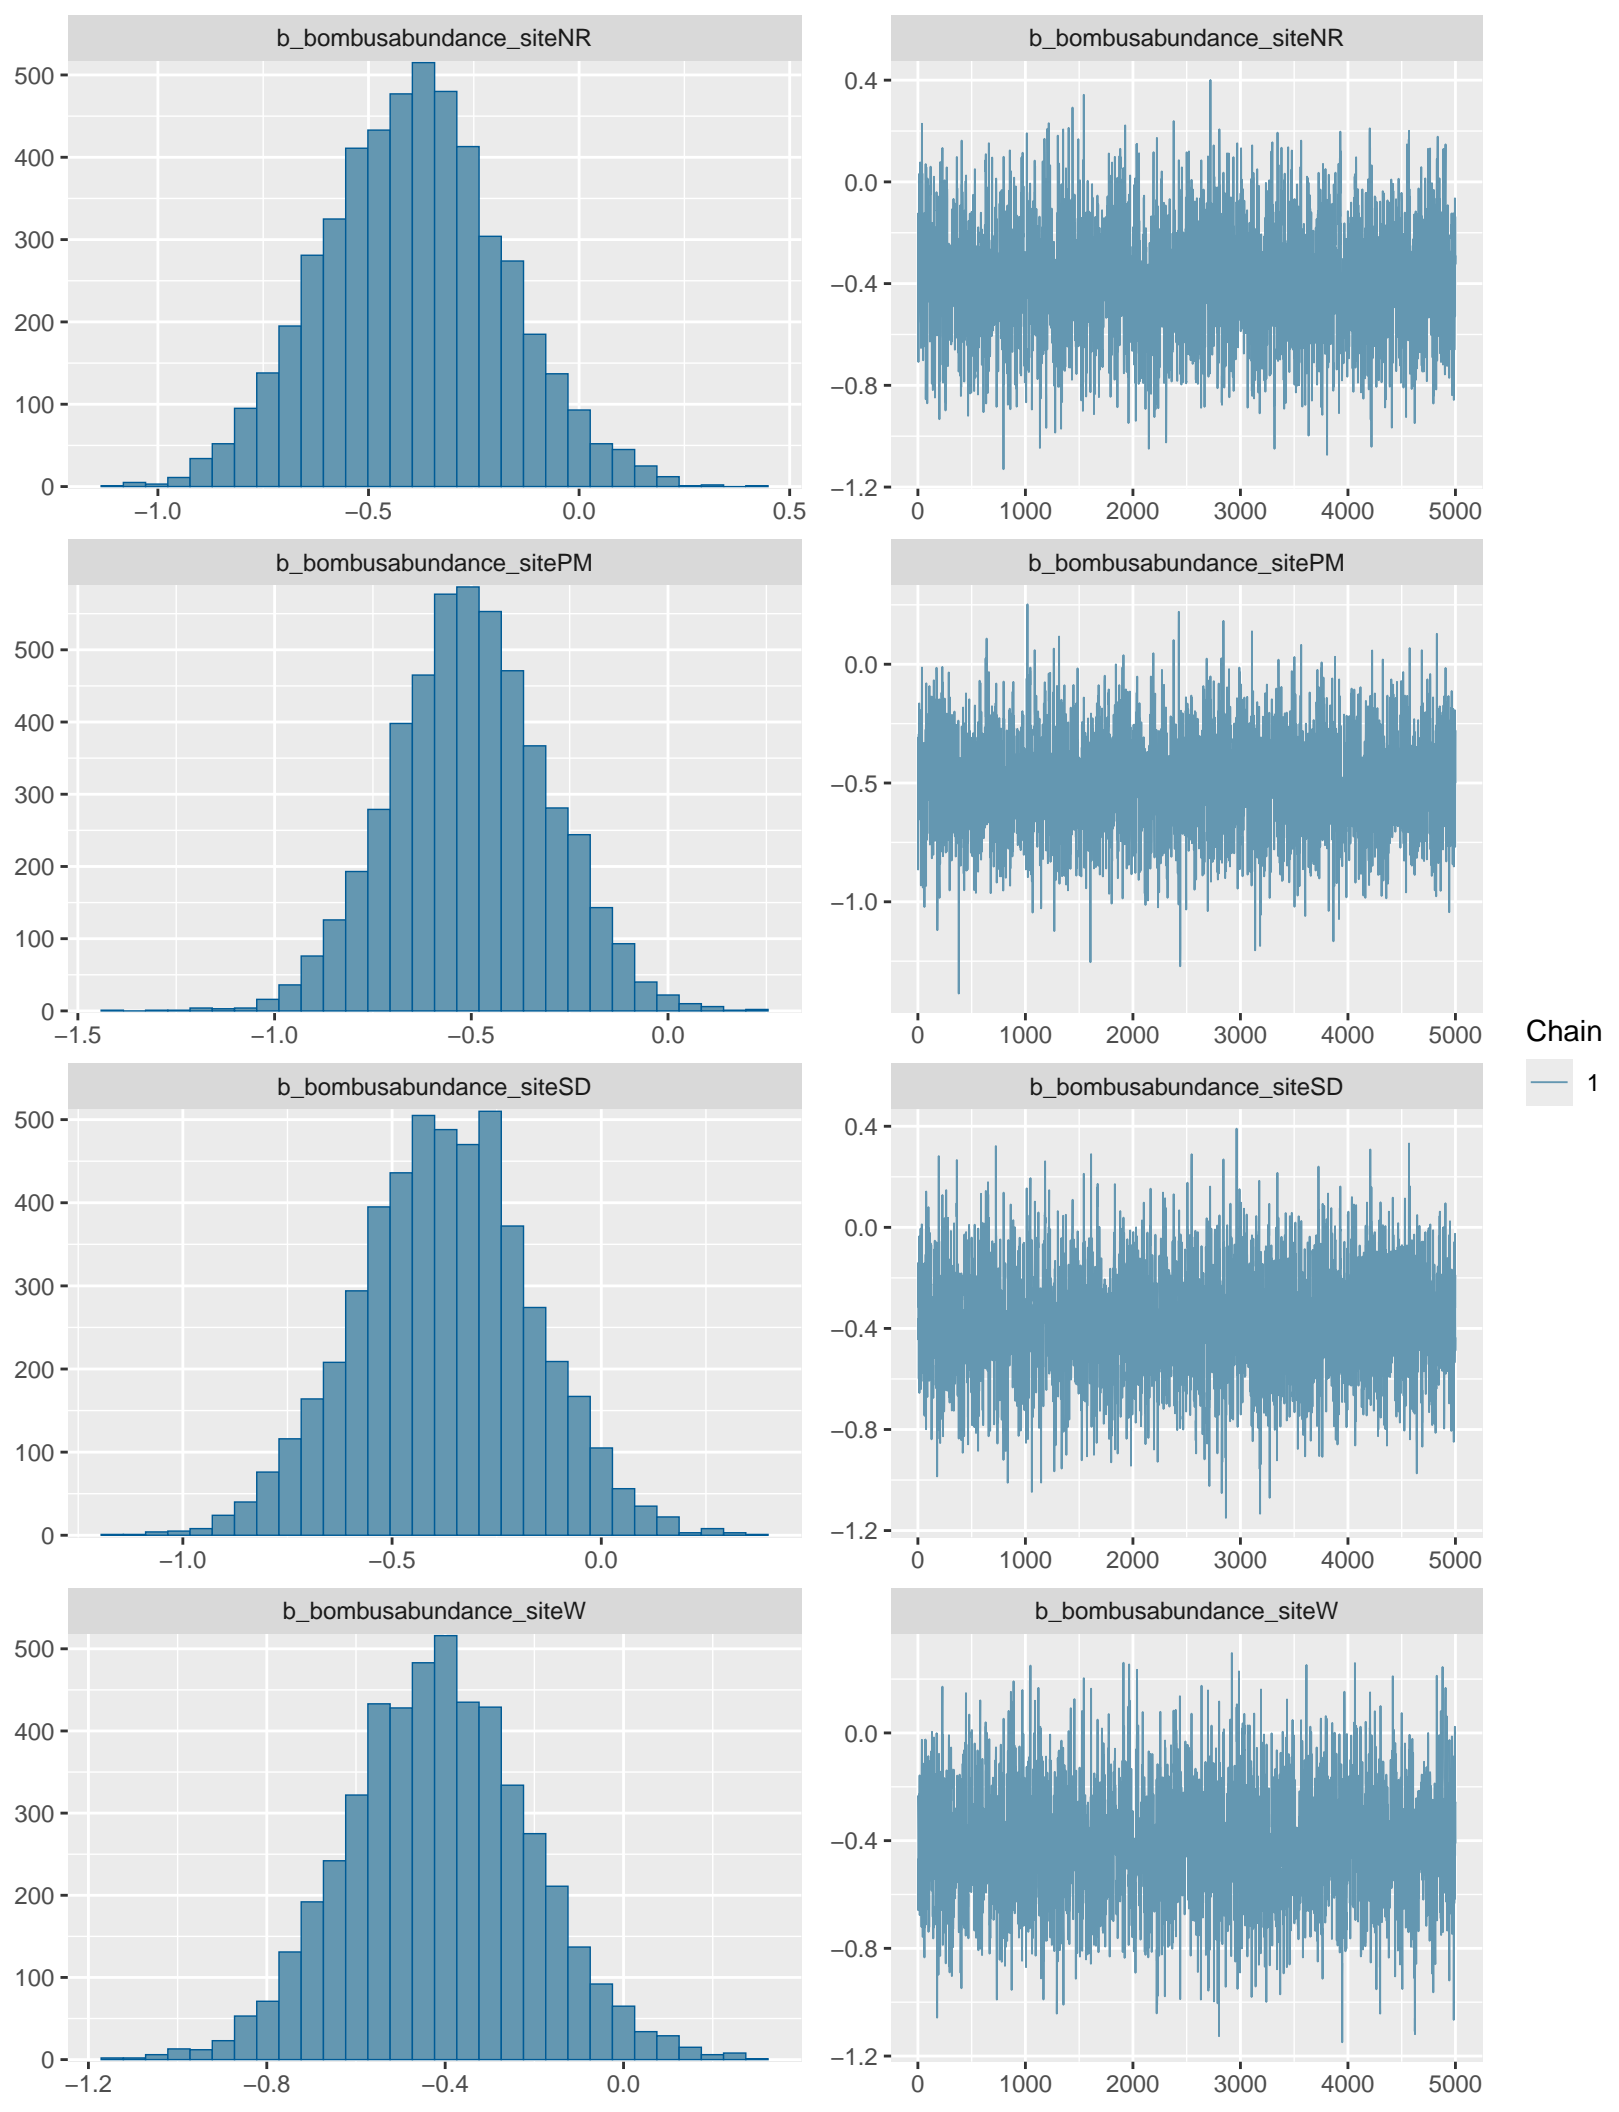 b_bombusabundance_siteNR
b_bombusabundance_siteNR
500
400
300
200
100
0
−1.0 −0.5 0.0 0.5
0.4
0.0
−0.4
−0.8
−1.2
0 1000 2000 3000 4000 5000
b_bombusabundance_sitePM
b_bombusabundance_sitePM
500
400
300
200
100
0
−1.5 −1.0 −0.5 0.0
0.0
−0.5
−1.0
0 1000 2000 3000 4000 5000
b_bombusabundance_siteSD
b_bombusabundance_siteSD
500
400
300
200
100
0
−1.0 −0.5 0.0
0.4
0.0
−0.4
−0.8
−1.2
0 1000 2000 3000 4000 5000
b_bombusabundance_siteW
b_bombusabundance_siteW
500
400
300
200
100
0
−1.2 −0.8 −0.4 0.0
0.0
−0.4
−0.8
−1.2
0 1000 2000 3000 4000 5000
Chain
1